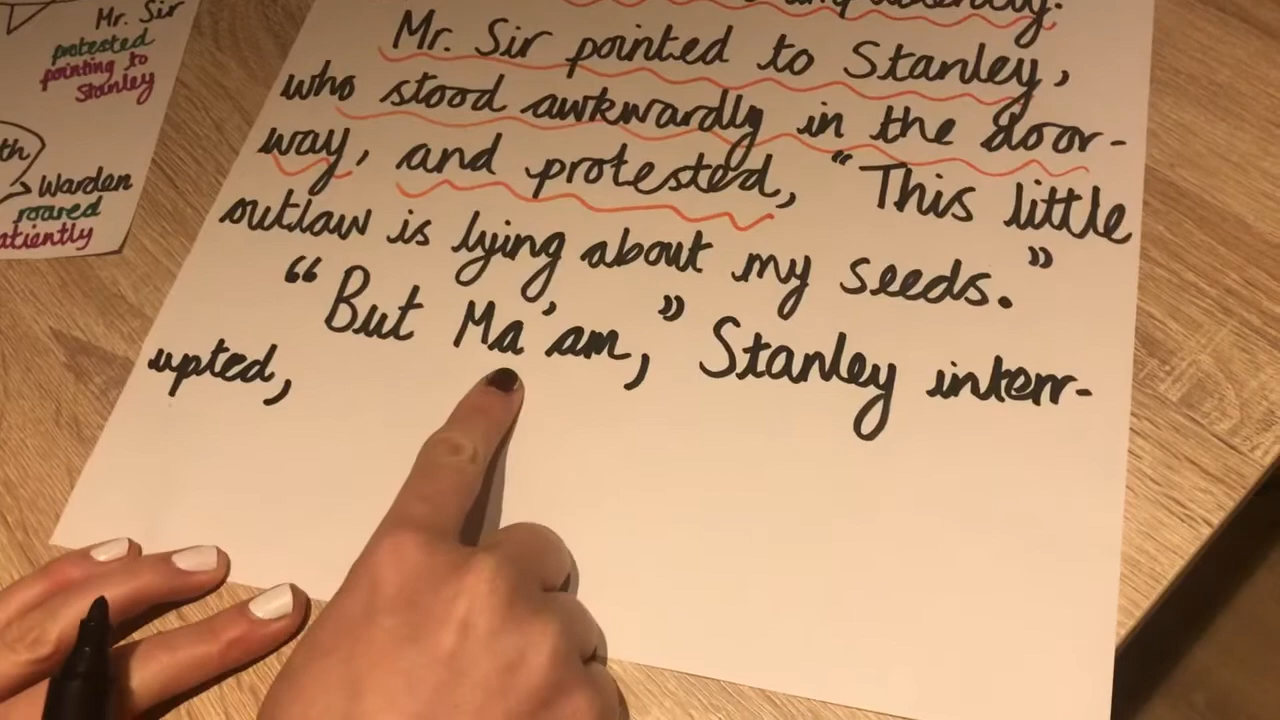 Mr. Sir
protested
pointing to
Stanley
Warden
roared
Mr. Sir pointed to Stanley,
who stood awkwardly in the door-
way, and protested, “This little
outlaw is lying about my seeds.”
“But Ma'am,” Stanley interr-
upted,